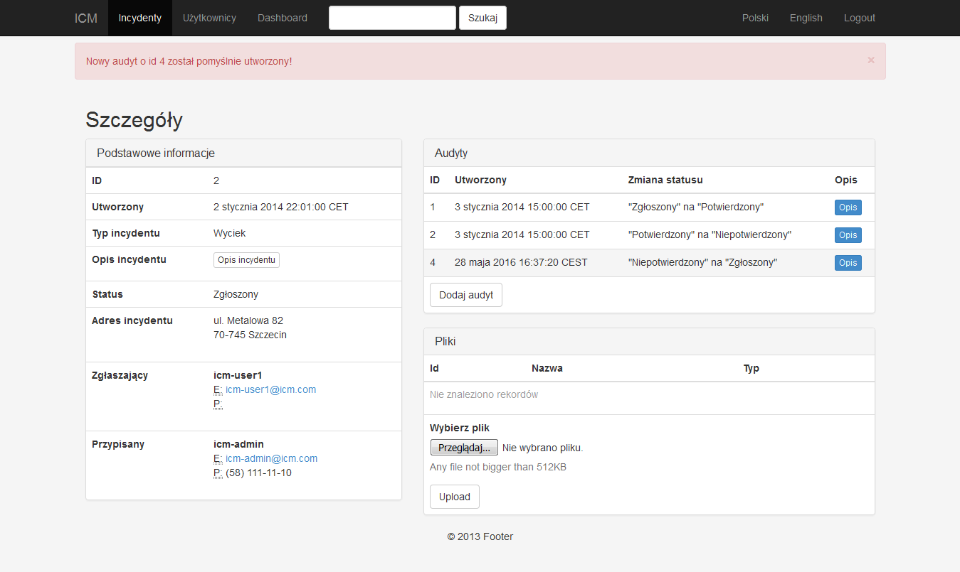 ICM Incydenty Użytkownicy Dashboard Szukaj Polski English Logout
Nowy audyt o id 4 został pomyślnie utworzony! ×
Szczegóły
Podstawowe informacje
ID 2
Utworzony 2 stycznia 2014 22:01:00 CET
Typ incydentu Wyciek
Opis incydentu Opis incydentu
Status Zgłoszony
Adres incydentu ul. Metalowa 82
70-745 Szczecin
Zgłaszający icm-user1
E: icm-user1@icm.com
P:
Przypisany icm-admin
E: icm-admin@icm.com
P: (58) 111-11-10
Audyty
ID Utworzony Zmiana statusu Opis
1 3 stycznia 2014 15:00:00 CET "Zgłoszony" na "Potwierdzony" Opis
2 3 stycznia 2014 15:00:00 CET "Potwierdzony" na "Niepotwierdzony" Opis
4 28 maja 2016 16:37:20 CEST "Niepotwierdzony" na "Zgłoszony" Opis
Dodaj audyt
Pliki
Id Nazwa Typ
Nie znaleziono rekordów
Wybierz plik
Przeglądaj... Nie wybrano pliku.
Any file not bigger than 512KB
Upload
© 2013 Footer